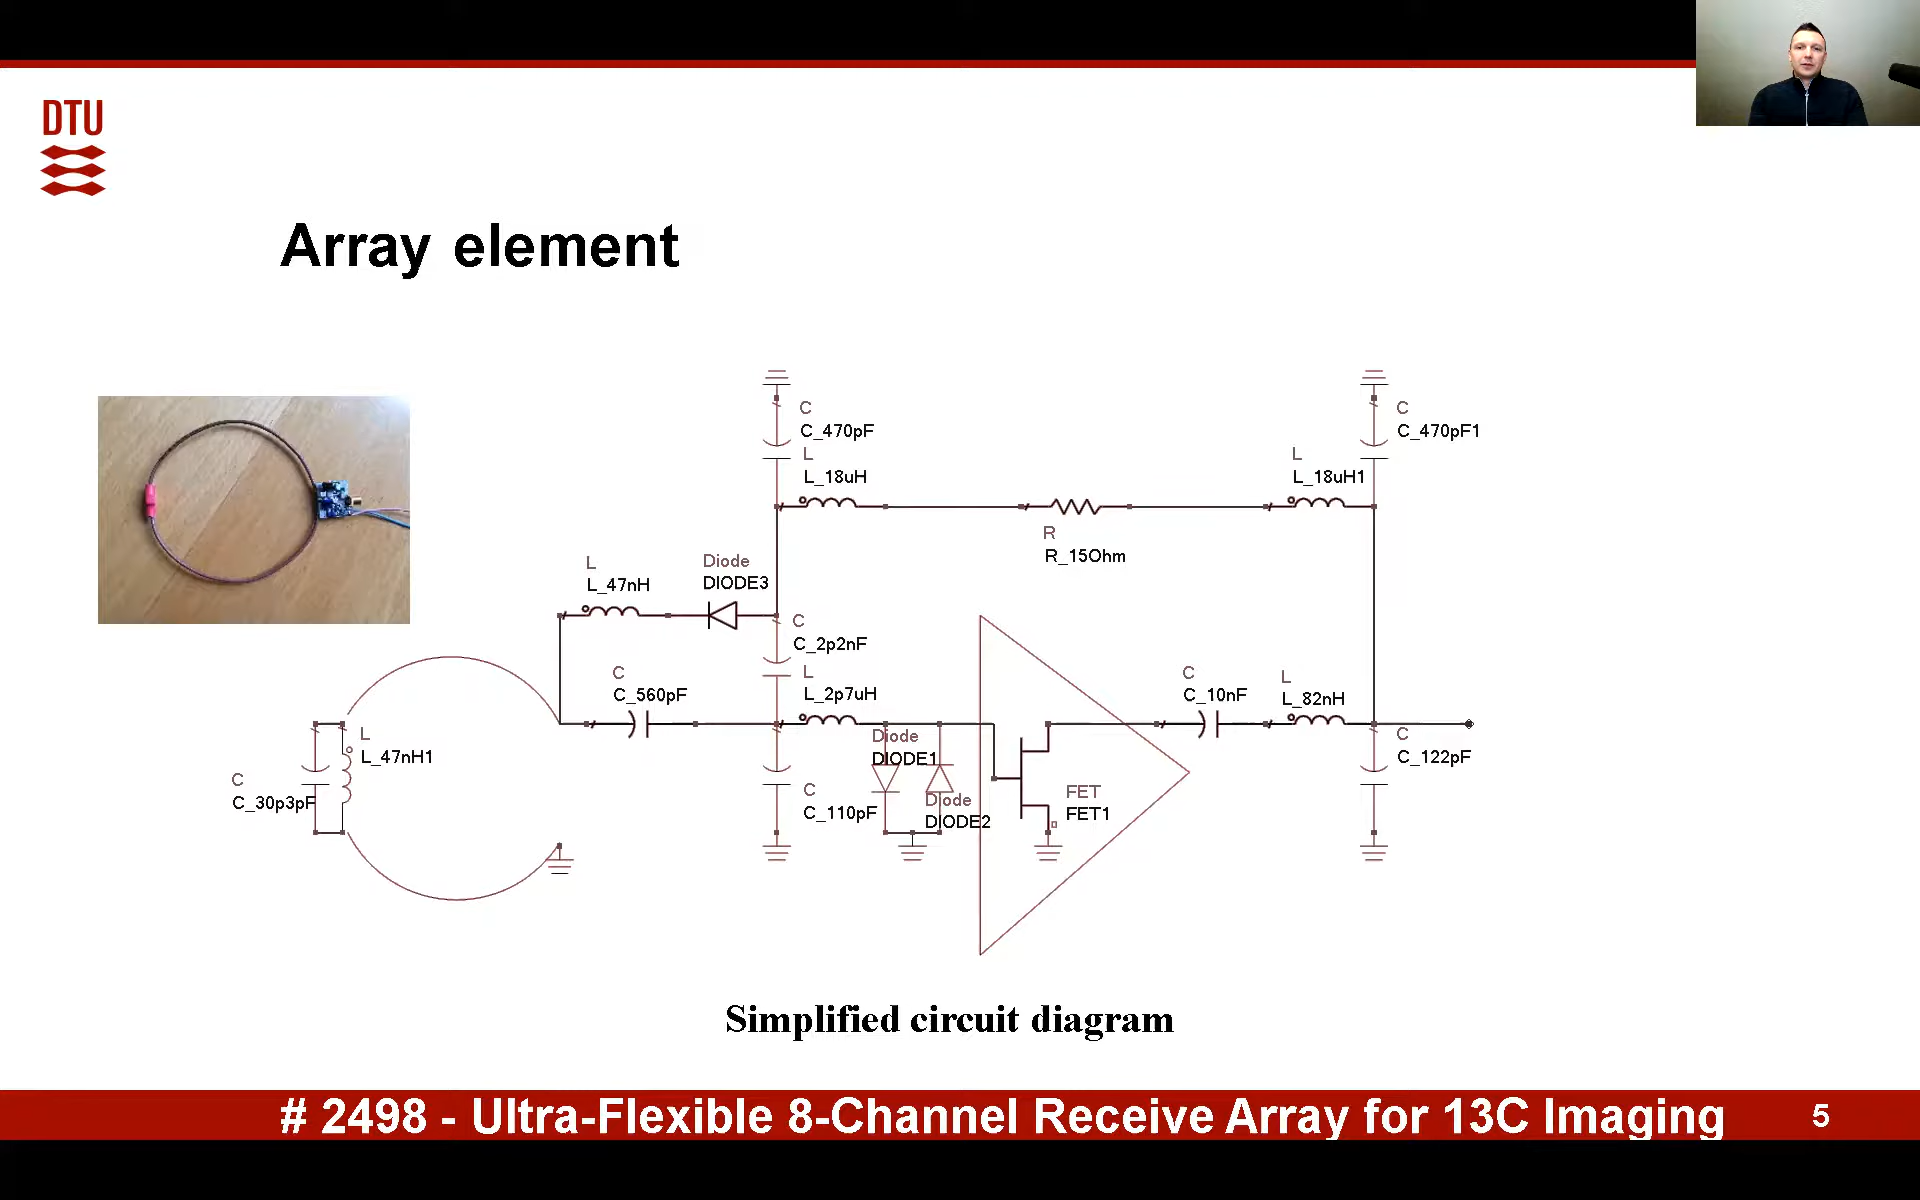 DTU
Array element
C
C_470pF
L
L_18uH
C
C_470pF1
L
L_18uH1
R
R_15Ohm
L
L_47nH
Diode
DIODE3
C
C_2p2nF
C
C_560pF
L
L_2p7uH
C
C_10nF
L
L_82nH
L
L_47nH1
C
C_30p3pF
Diode
DIODE1
C
C_110pF
Diode
DIODE2
FET
FET1
C
C_122pF
Simplified circuit diagram
# 2498 - Ultra-Flexible 8-Channel Receive Array for 13C Imaging 5